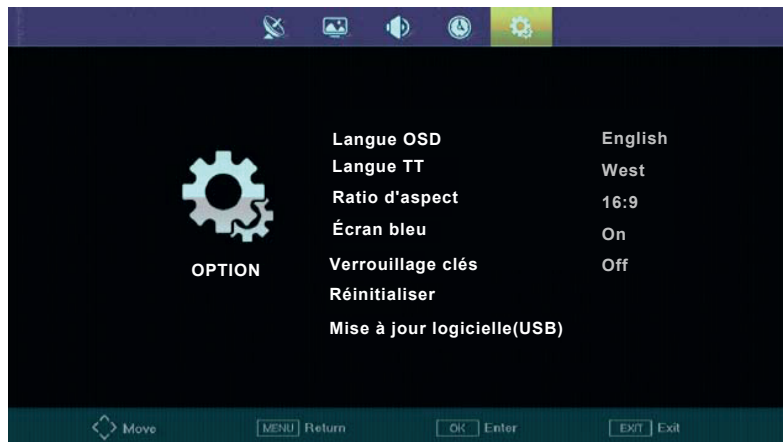 Langue OSD English
Langue TT West
Ratio d'aspect 16:9
Écran bleu On
Verrouillage clés Off
Réinitialiser
Mise à jour logicielle(USB)
OPTION
Move MENU Return OK Enter EXIT Exit